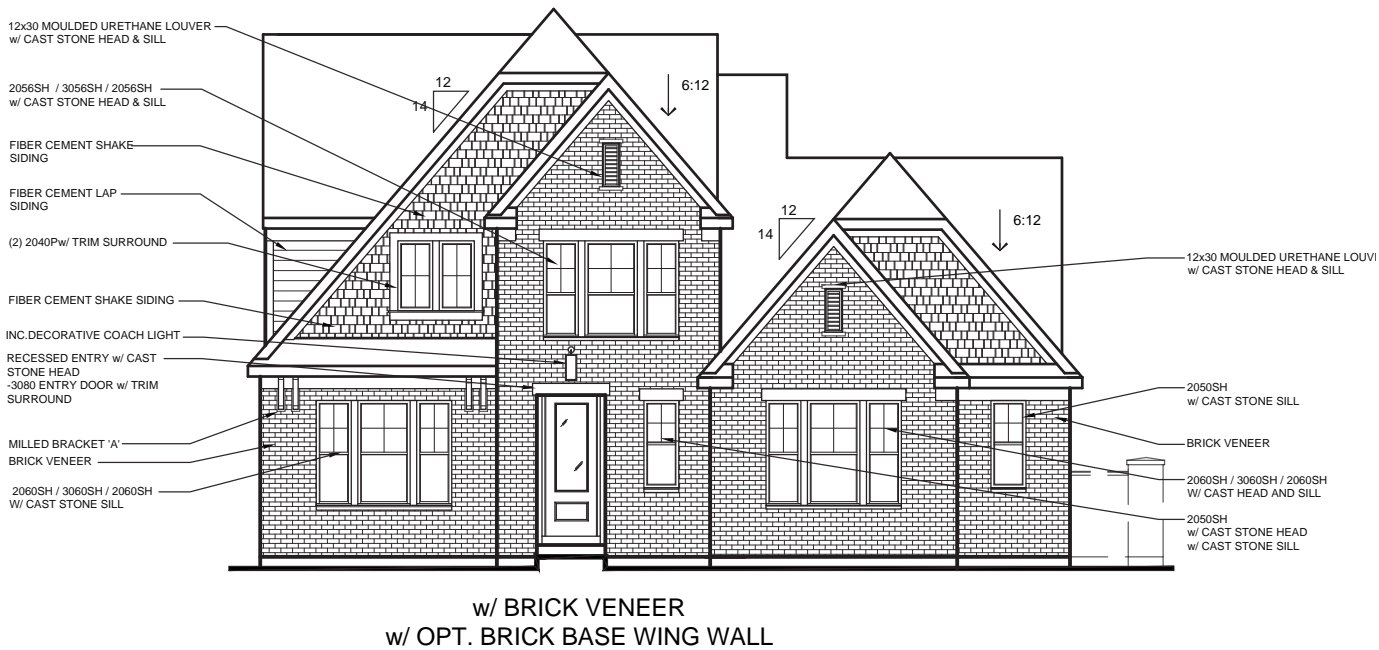 12x30 MOULDED URETHANE LOUVER
w/ CAST STONE HEAD & SILL
2056SH / 3056SH / 2056SH
w/ CAST STONE HEAD & SILL
FIBER CEMENT SHAKE
SIDING
FIBER CEMENT LAP
SIDING
(2) 2040Pw/ TRIM SURROUND
FIBER CEMENT SHAKE SIDING
INC.DECORATIVE COACH LIGHT
RECESSED ENTRY w/ CAST
STONE HEAD
-3080 ENTRY DOOR w/ TRIM
SURROUND
MILLED BRACKET 'A'
BRICK VENEER
2060SH / 3060SH / 2060SH
W/ CAST STONE SILL
12
14
6:12
12
14
6:12
12x30 MOULDED URETHANE LOUV
w/ CAST STONE HEAD & SILL
2050SH
w/ CAST STONE SILL
BRICK VENEER
2060SH / 3060SH / 2060SH
W/ CAST HEAD AND SILL
2050SH
w/ CAST STONE HEAD
w/ CAST STONE SILL
w/ BRICK VENEER
w/ OPT. BRICK BASE WING WALL